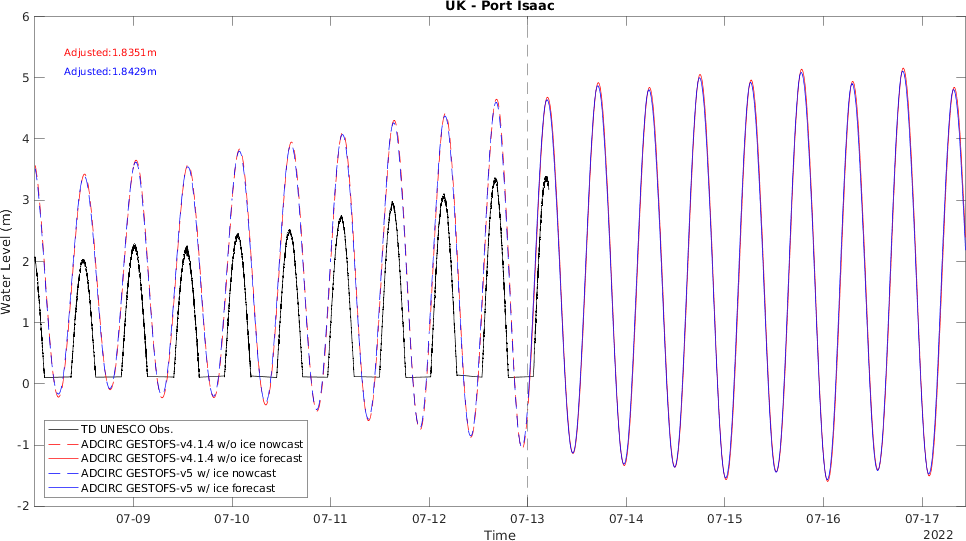 UK - Port Isaac
6
5
4
3
2
1
0
-1
-2
Water Level (m)
Adjusted:1.8351m
Adjusted:1.8429m
TD UNESCO Obs.
ADCIRC GESTOFS-v4.1.4 w/o ice nowcast
ADCIRC GESTOFS-v4.1.4 w/o ice forecast
ADCIRC GESTOFS-v5 w/ ice nowcast
ADCIRC GESTOFS-v5 w/ ice forecast
07-09 07-10 07-11 07-12 07-13 07-14 07-15 07-16 07-17
Time
2022